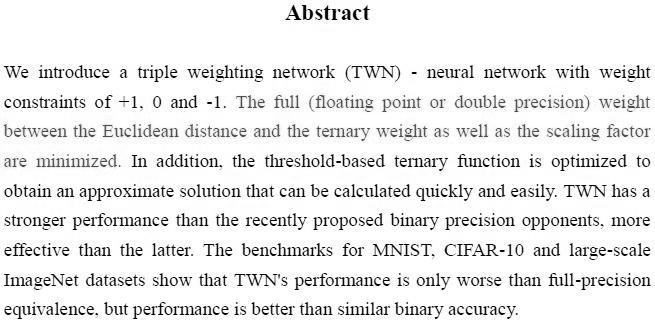 Abstract
We introduce a triple weighting network (TWN) - neural network with weight
constraints of +1, 0 and -1. The full (floating point or double precision) weight
between the Euclidean distance and the ternary weight as well as the scaling factor
are minimized. In addition, the threshold-based ternary function is optimized to
obtain an approximate solution that can be calculated quickly and easily. TWN has a
stronger performance than the recently proposed binary precision opponents, more
effective than the latter. The benchmarks for MNIST, CIFAR-10 and large-scale
ImageNet datasets show that TWN's performance is only worse than full-precision
equivalence, but performance is better than similar binary accuracy.